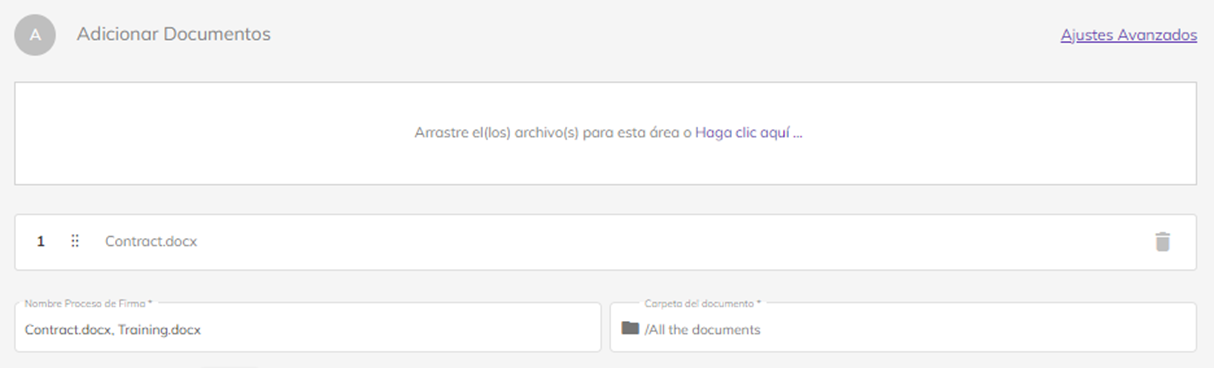 A Adicionar Documentos Ajustes Avanzados
Arrastre el(los) archivo(s) para esta área o Haga clic aquí ...
1 Contract.docx
Nombre Proceso de Firma * Carpeta del documento *
Contract.docx, Training.docx /All the documents